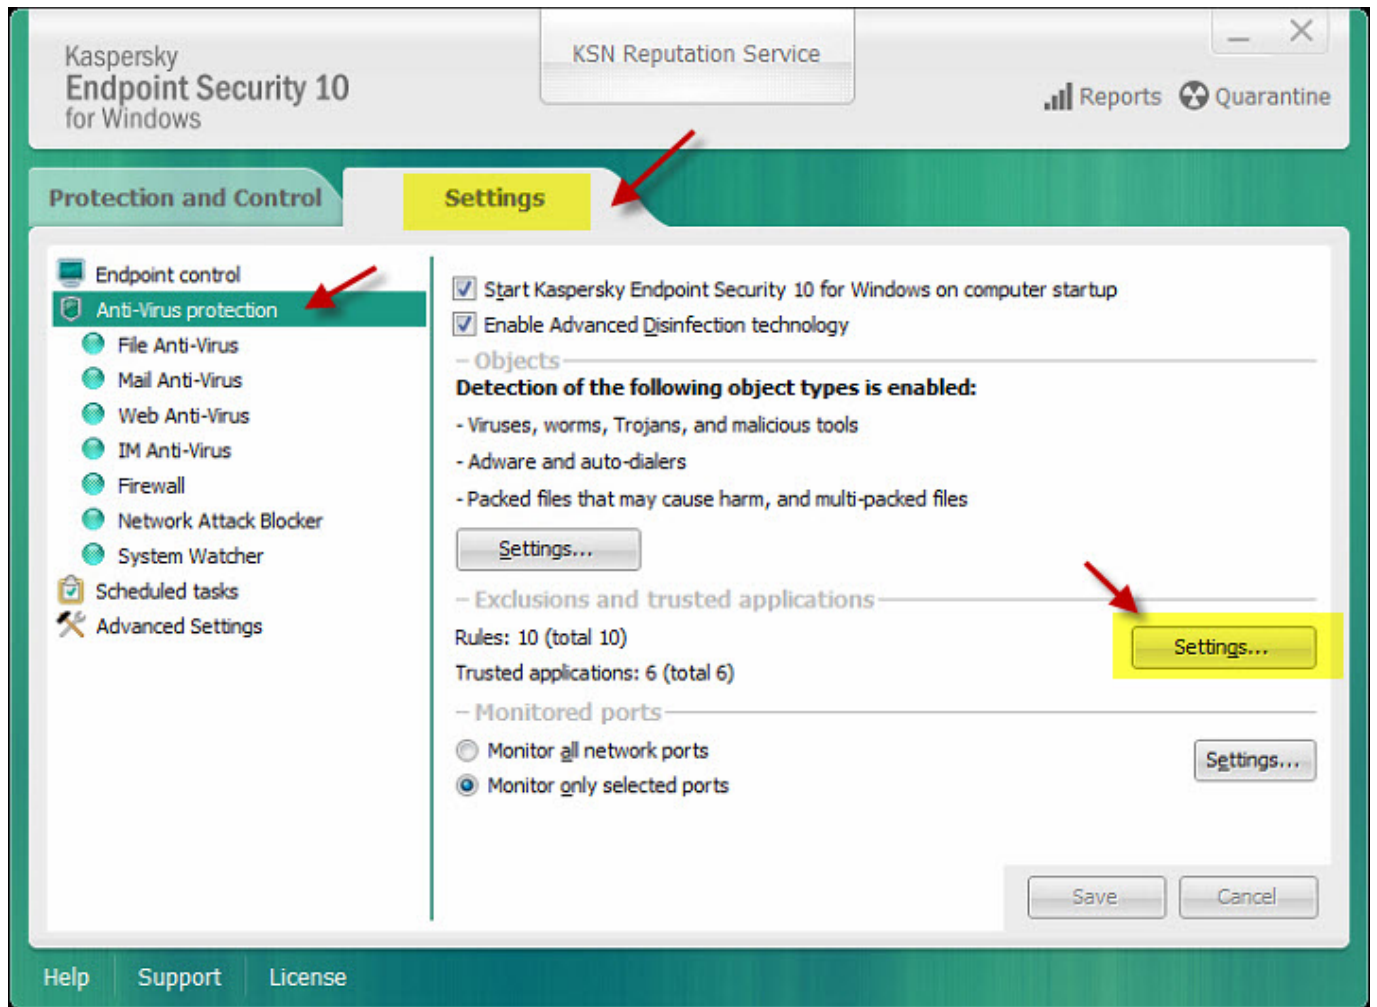 Kaspersky
Endpoint Security 10
for Windows
KSN Reputation Service
Reports
Quarantine
Protection and Control
Settings
Endpoint control
Anti-Virus protection
File Anti-Virus
Mail Anti-Virus
Web Anti-Virus
IM Anti-Virus
Firewall
Network Attack Blocker
System Watcher
Scheduled tasks
Advanced Settings
Start Kaspersky Endpoint Security 10 for Windows on computer startup
Enable Advanced Disinfection technology
Objects
Detection of the following object types is enabled:
- Viruses, worms, Trojans, and malicious tools
- Adware and auto-dialers
- Packed files that may cause harm, and multi-packed files
Settings...
Exclusions and trusted applications
Rules: 10 (total 10)
Settings...
Trusted applications: 6 (total 6)
Monitored ports
Monitor all network ports
Settings...
Monitor only selected ports
Save
Cancel
Help
Support
License